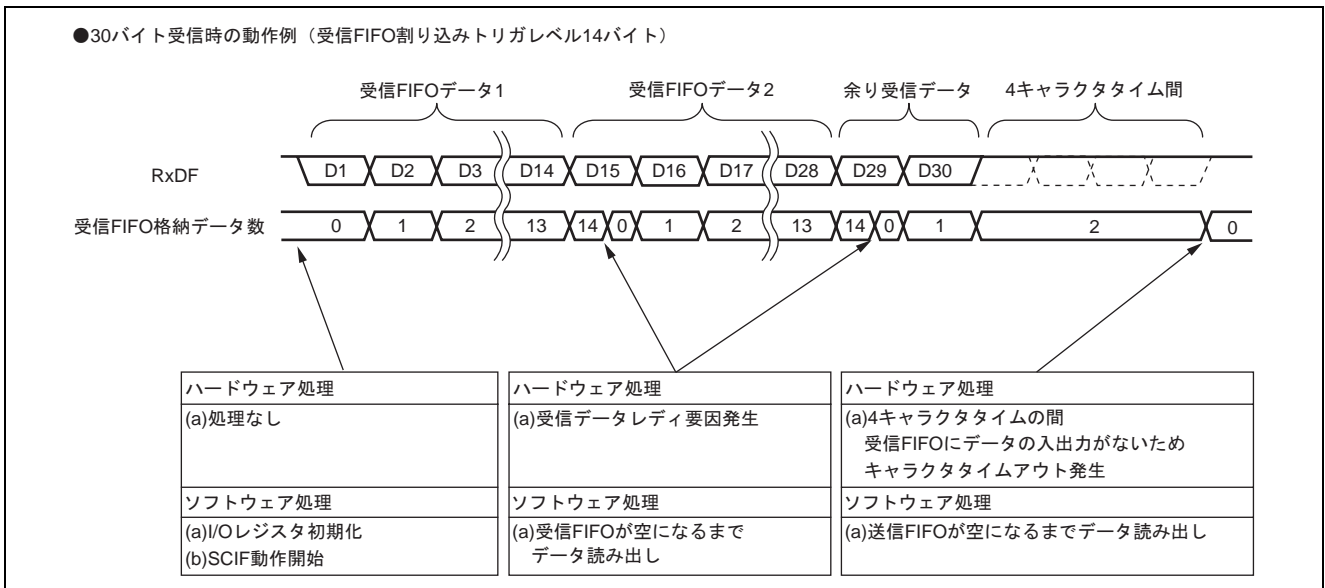 ●30バイト受信時の動作例（受信FIFO割り込みトリガレベル14バイト）
受信FIFOデータ1 受信FIFOデータ2 余り受信データ 4キャラクタタイム間
RxDF D1 D2 D3 D14 D15 D16 D17 D28 D29 D30
受信FIFO格納データ数 0 1 2 13 14 0 1 2 13 14 0 1 2 0
ハードウェア処理
(a)処理なし
ソフトウェア処理
(a)I/Oレジスタ初期化
(b)SCIF動作開始
ハードウェア処理
(a)受信データレディ要因発生
ソフトウェア処理
(a)受信FIFOが空になるまで
データ読み出し
ハードウェア処理
(a)4キャラクタタイムの間
受信FIFOにデータの入出力がないため
キャラクタタイムアウト発生
ソフトウェア処理
(a)送信FIFOが空になるまでデータ読み出し